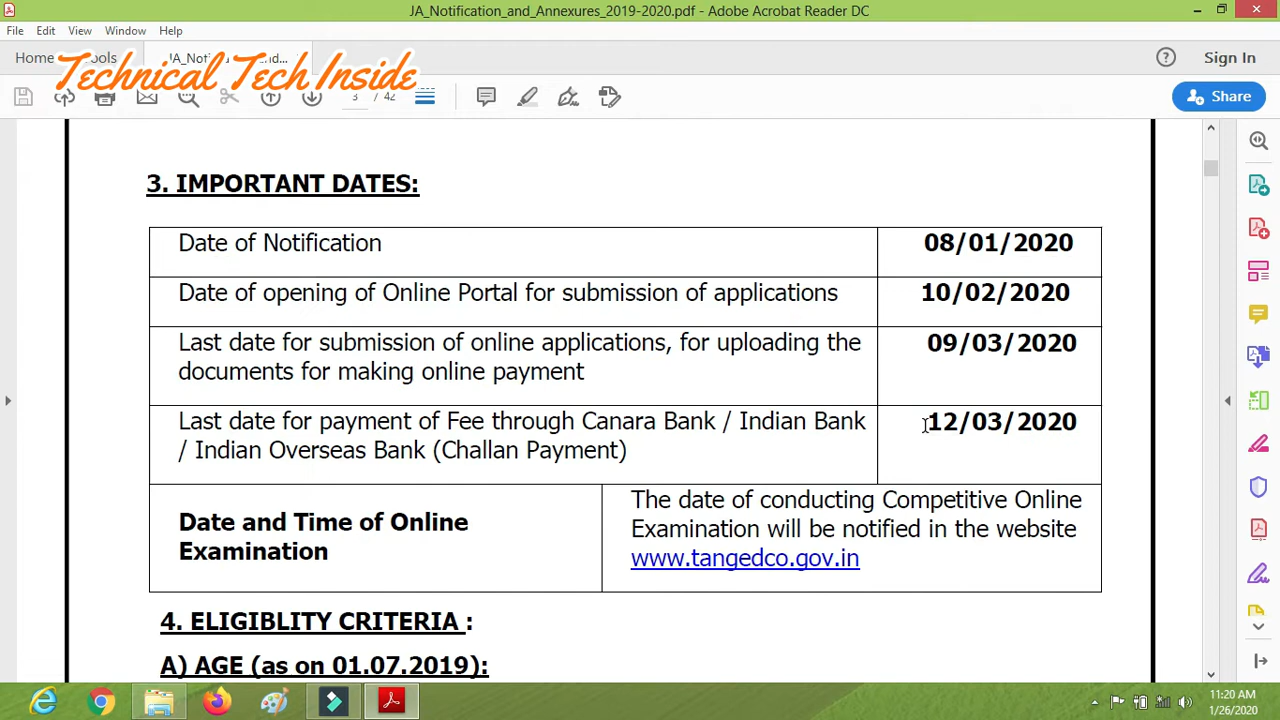 JA_Notification_and_Annexures_2019-2020.pdf - Adobe Acrobat Reader DC
File Edit View Window Help
Home
Sign In
Technical Tech Inside
3 / 42
Share
3. IMPORTANT DATES:
Date of Notification 08/01/2020
Date of opening of Online Portal for submission of applications 10/02/2020
Last date for submission of online applications, for uploading the 09/03/2020
documents for making online payment
Last date for payment of Fee through Canara Bank / Indian Bank 12/03/2020
/ Indian Overseas Bank (Challan Payment)
Date and Time of Online
Examination
The date of conducting Competitive Online
Examination will be notified in the website
www.tangedco.gov.in
4. ELIGIBLITY CRITERIA :
A) AGE (as on 01.07.2019):
11:20 AM
1/26/2020